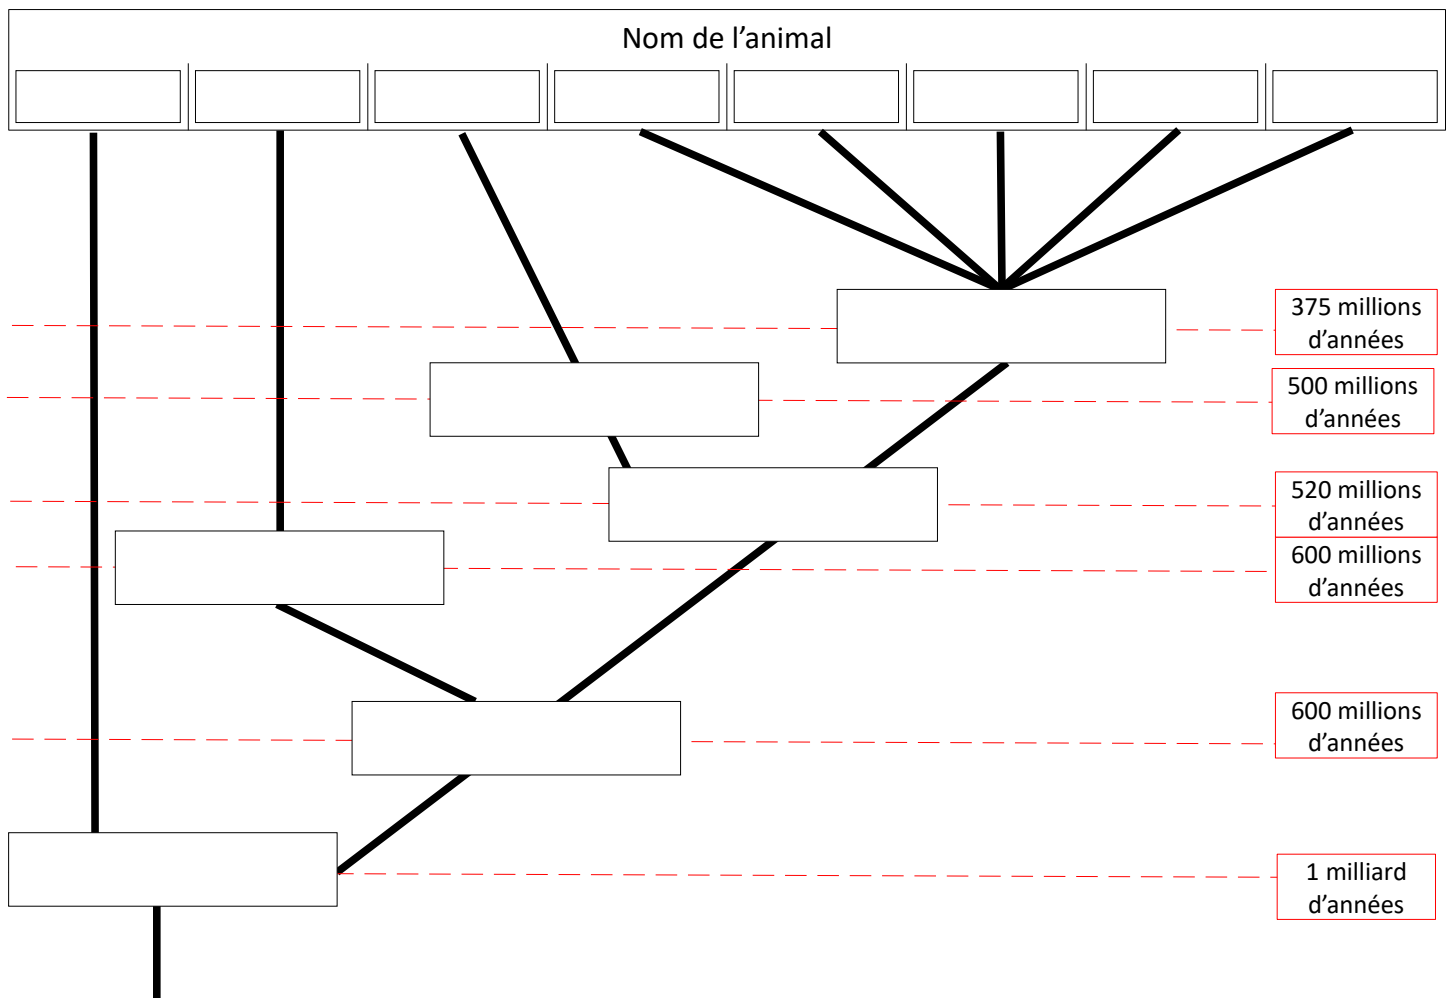 Nom de l’animal
375 millions
d’années
500 millions
d’années
520 millions
d’années
600 millions
d’années
600 millions
d’années
1 milliard
d’années